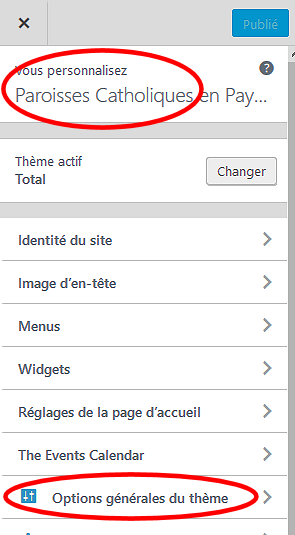 Publié
Vous personnalisez
Paroisses Catholiques en Pay...
Thème actif
Total
Changer
Identité du site
Image d'en-tête
Menus
Widgets
Réglages de la page d'accueil
The Events Calendar
Options générales du thème